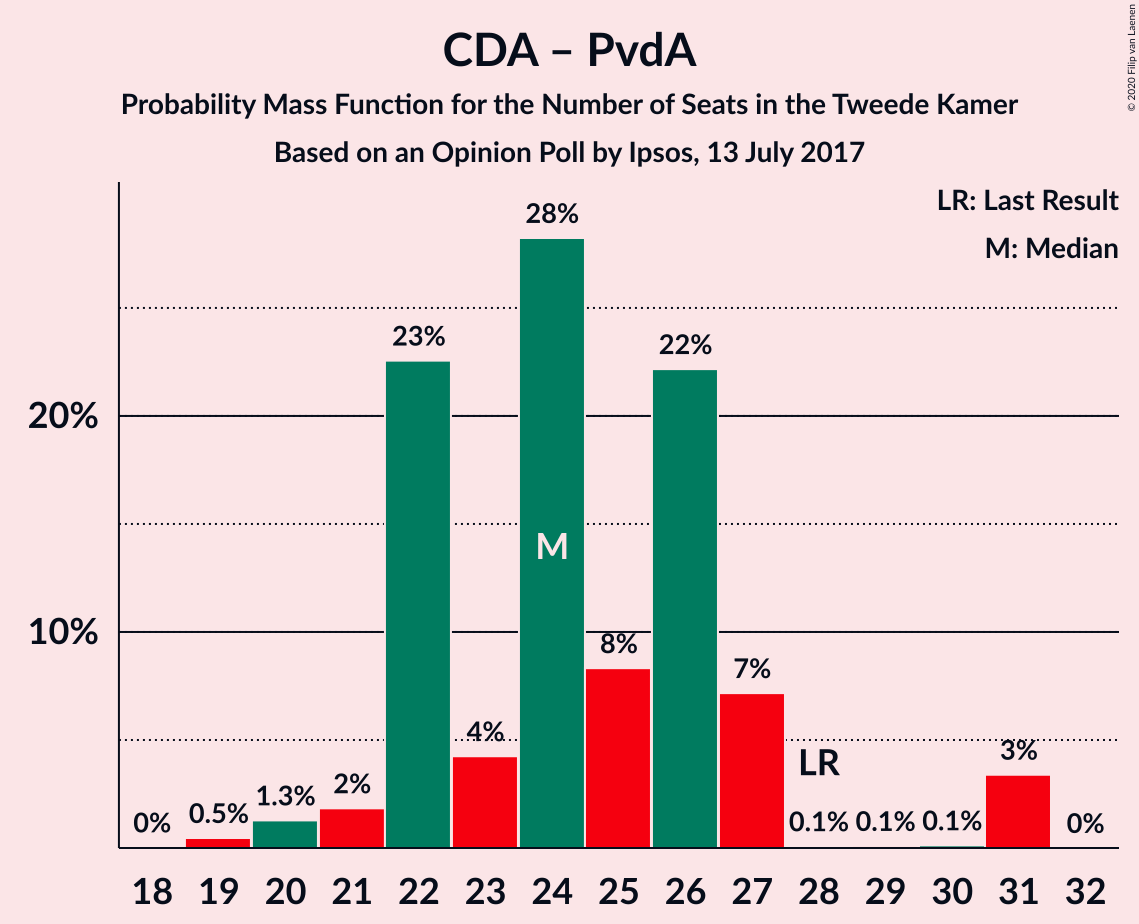 CDA – PvdA
Probability Mass Function for the Number of Seats in the Tweede Kamer
Based on an Opinion Poll by Ipsos, 13 July 2017
© 2020 Filip van Laenen
LR: Last Result
M: Median
20%
10%
0%
0.5%
1.3%
2%
23%
4%
28%
M
8%
22%
7%
LR
0.1%
0.1%
0.1%
3%
0%
18 19 20 21 22 23 24 25 26 27 28 29 30 31 32